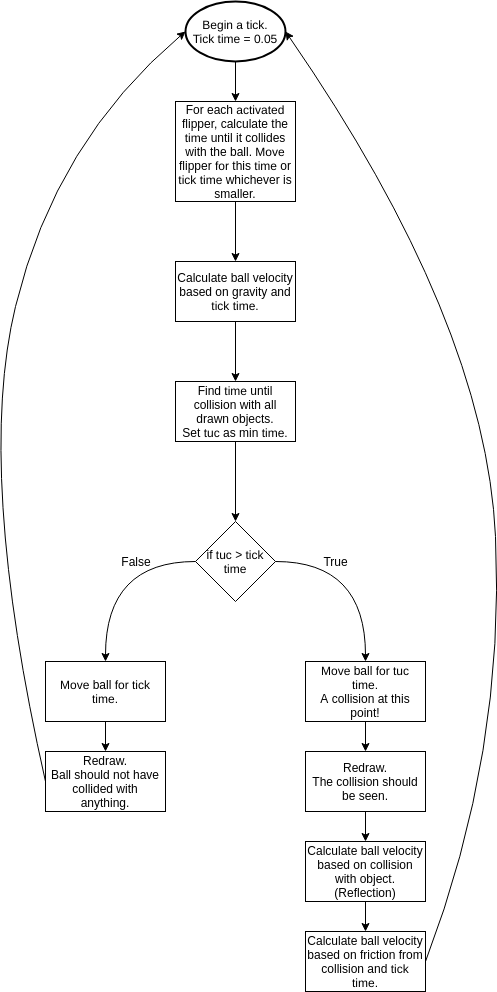 Begin a tick.
Tick time = 0.05
For each activated
flipper, calculate the
time until it collides
with the ball. Move
flipper for this time or
tick time whichever is
smaller.
Calculate ball velocity
based on gravity and
tick time.
Find time until
collision with all
drawn objects.
Set tuc as min time.
if tuc > tick
time
False
True
Move ball for tick
time.
Redraw.
Ball should not have
collided with
anything.
Move ball for tuc
time.
A collision at this
point!
Redraw.
The collision should
be seen.
Calculate ball velocity
based on collision
with object.
(Reflection)
Calculate ball velocity
based on friction from
collision and tick
time.